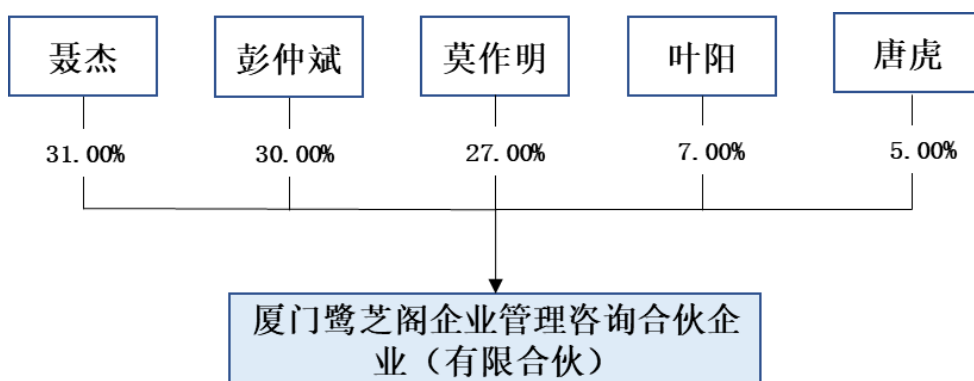 聂杰
彭仲斌
莫作明
叶阳
唐虎
31.00%
30.00%
27.00%
7.00%
5.00%
厦门鹭芝阁企业管理咨询合伙企
业（有限合伙）